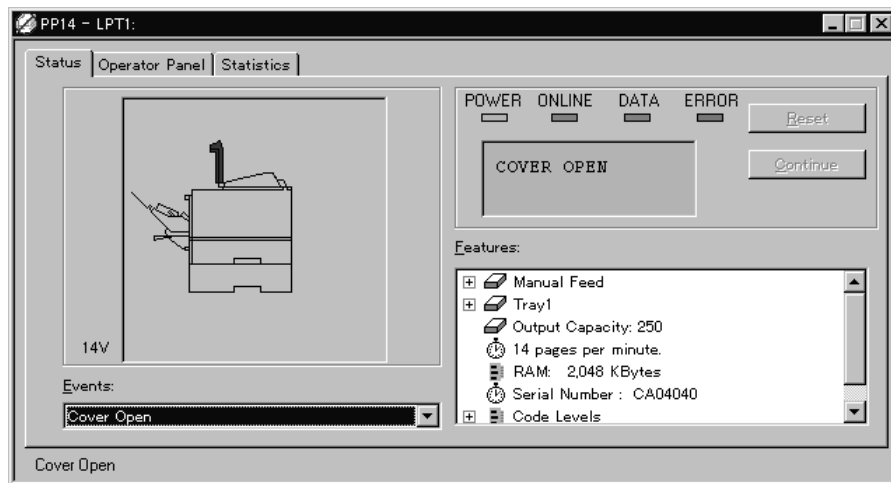 PP14 - LPT1:
Status Operator Panel Statistics
14V
Events:
Cover Open
POWER ONLINE DATA ERROR
COVER OPEN
Reset
Continue
Features:
Manual Feed
Tray1
Output Capacity: 250
14 pages per minute.
RAM: 2,048 KBytes
Serial Number : CA04040
Code Levels
Cover Open